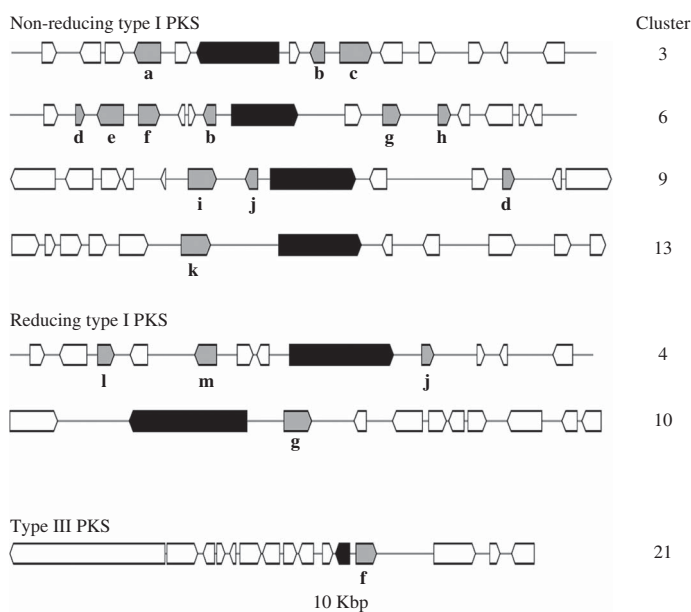 Non-reducing type I PKS Cluster
3
a b c
6
d e f b g h
9
i j d
13
k
Reducing type I PKS
4
l m j
10
g
Type III PKS
21
f
10 Kbp